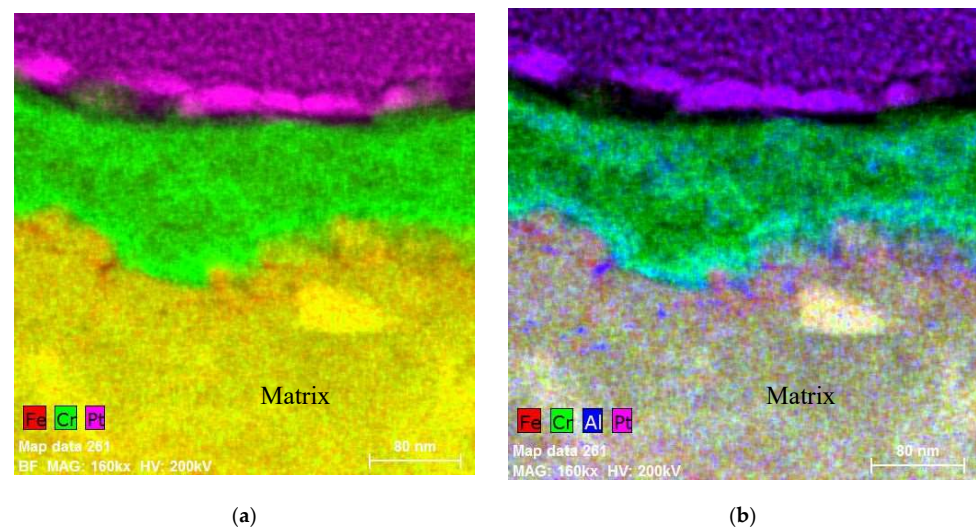 Matrix
Fe Cr Pt
Map data 261
80 nm
BF MAG: 160kx HV: 200kV
Matrix
Fe Cr Al Pt
Map data 261
80 nm
MAG: 160kx HV: 200kV
(a)
(b)